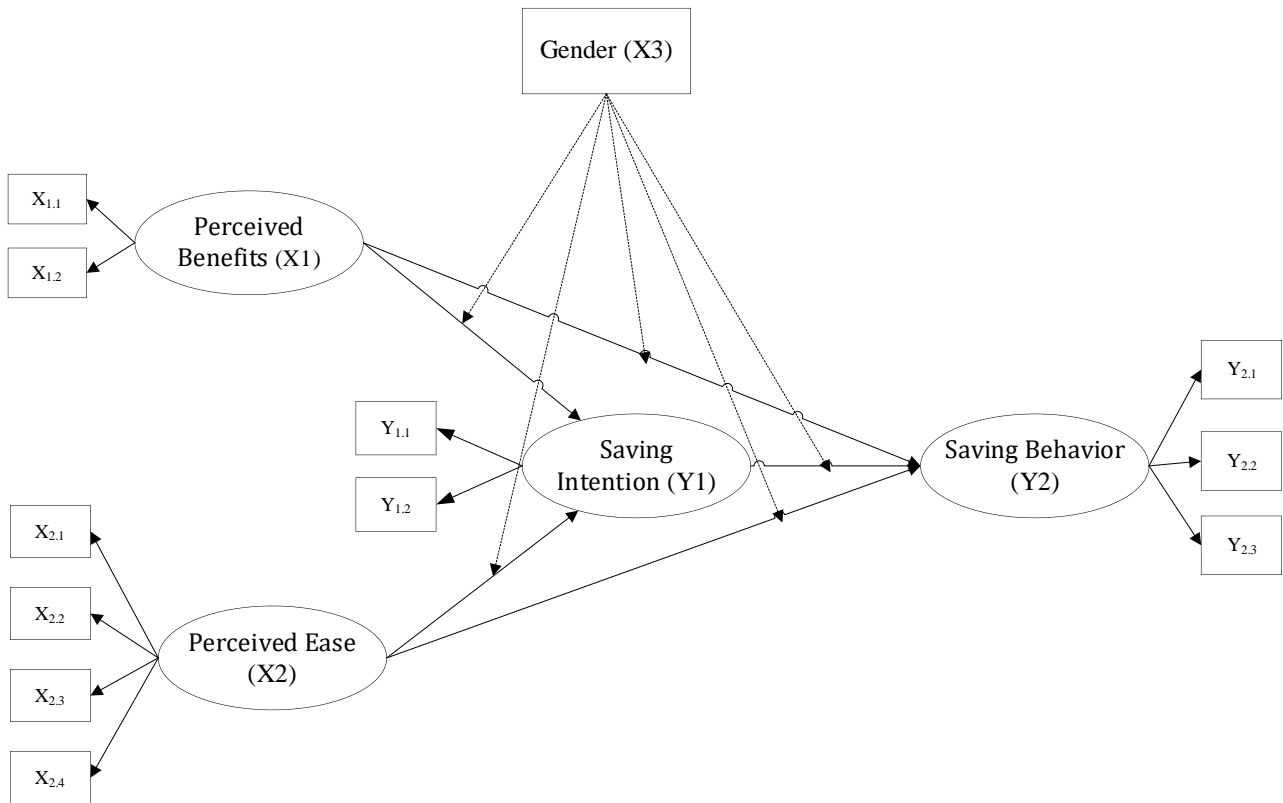 Gender (X3)
X1.1
X1.2
Perceived
Benefits (X1)
Y1.1
Y1.2
Saving
Intention (Y1)
Saving Behavior
(Y2)
Y2.1
Y2.2
Y2.3
X2.1
X2.2
X2.3
X2.4
Perceived Ease
(X2)